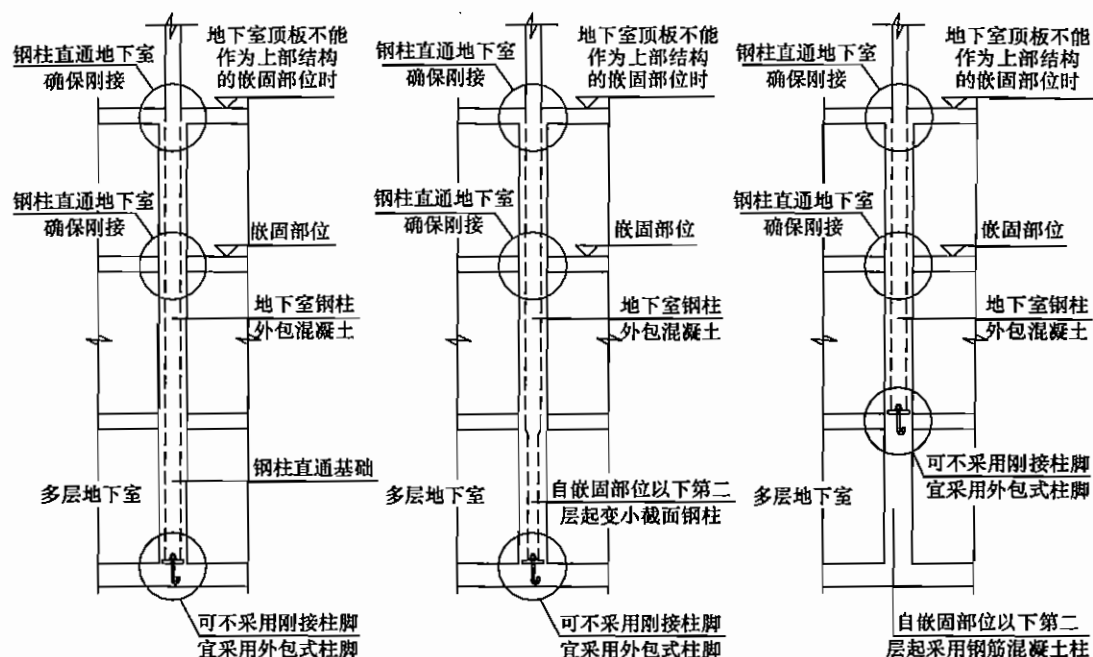 钢柱直通地下室
确保刚接
地下室顶板不能
作为上部结构
的嵌固部位时
钢柱直通地下室
确保刚接
嵌固部位
地下室钢柱
外包混凝土
钢柱直通基础
多层地下室
可不采用刚接柱脚
宜采用外包式柱脚
钢柱直通地下室
确保刚接
地下室顶板不能
作为上部结构
的嵌固部位时
钢柱直通地下室
确保刚接
嵌固部位
地下室钢柱
外包混凝土
多层地下室
自嵌固部位以下第二
层起变小截面钢柱
可不采用刚接柱脚
宜采用外包式柱脚
钢柱直通地下室
确保刚接
地下室顶板不能
作为上部结构
的嵌固部位时
钢柱直通地下室
确保刚接
嵌固部位
地下室钢柱
外包混凝土
可不采用刚接柱脚
宜采用外包式柱脚
多层地下室
自嵌固部位以下第二
层起采用钢筋混凝土柱